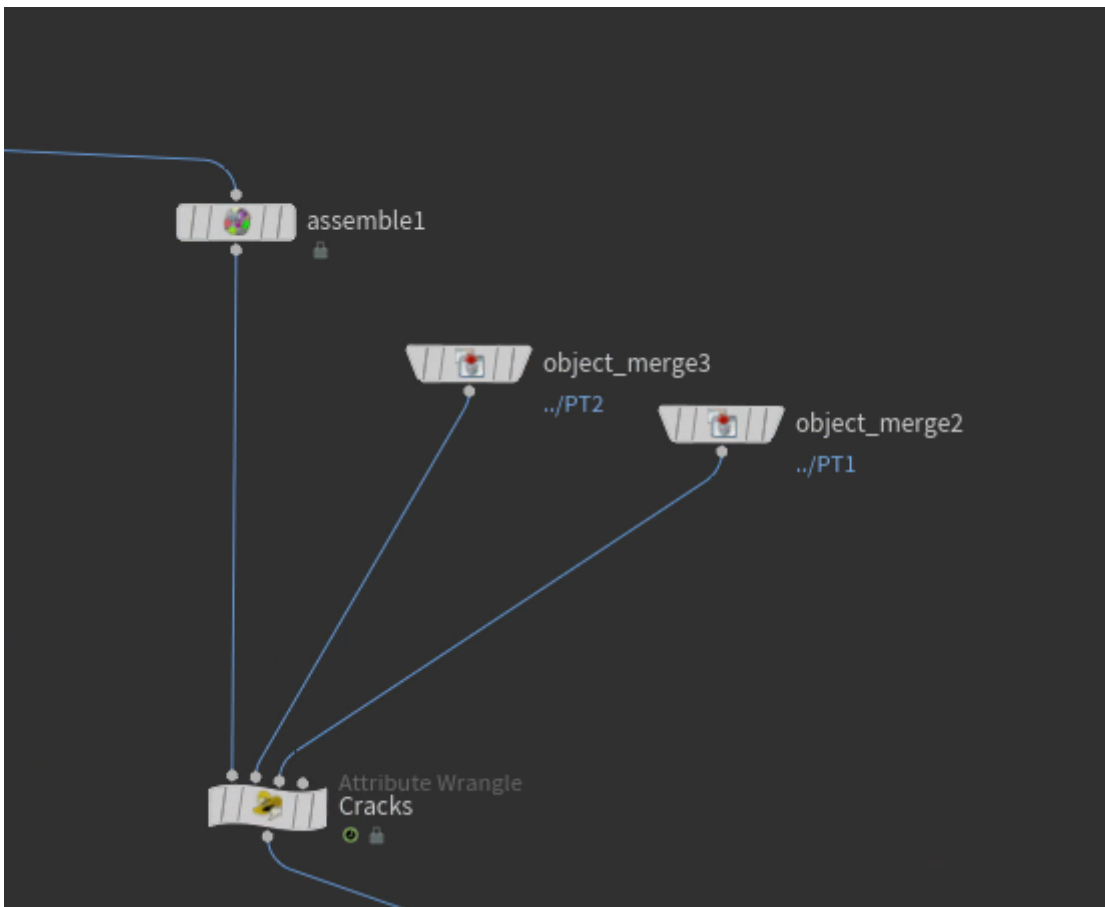 assemble1
object_merge3
../PT2
object_merge2
../PT1
Attribute Wrangle
Cracks